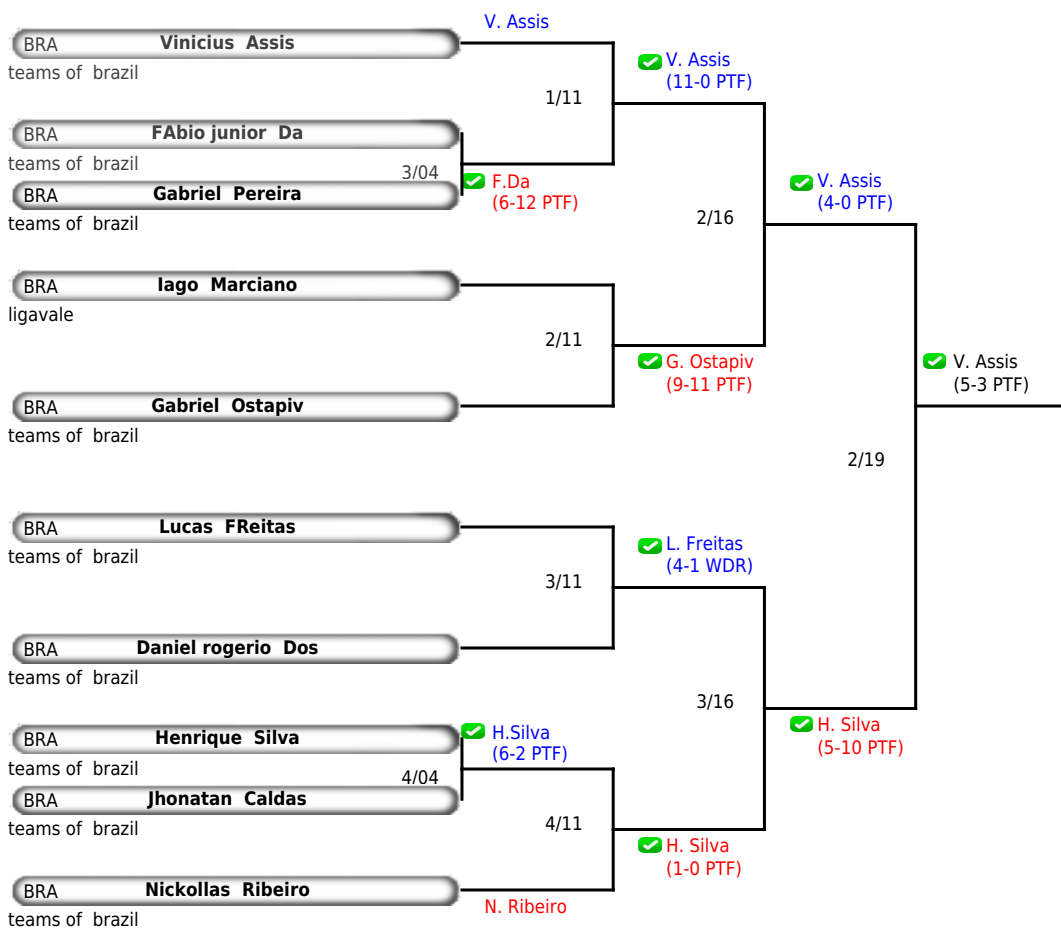 V. Assis
BRA Vinicius Assis
teams of brazil
V. Assis
(11-0 PTF)
1/11
BRA FAbio junior Da
teams of brazil
3/04
F.Da
(6-12 PTF)
BRA Gabriel Pereira
teams of brazil
V. Assis
(4-0 PTF)
2/16
BRA Iago Marciano
ligavale
2/11
G. Ostapiv
(9-11 PTF)
V. Assis
(5-3 PTF)
BRA Gabriel Ostapiv
teams of brazil
2/19
BRA Lucas FReitas
teams of brazil
L. Freitas
(4-1 WDR)
3/11
BRA Daniel rogerio Dos
teams of brazil
3/16
H. Silva
(5-10 PTF)
BRA Henrique Silva
teams of brazil
H.Silva
(6-2 PTF)
4/04
BRA Jhonatan Caldas
teams of brazil
4/11
H. Silva
(1-0 PTF)
BRA Nickollas Ribeiro
teams of brazil
N. Ribeiro